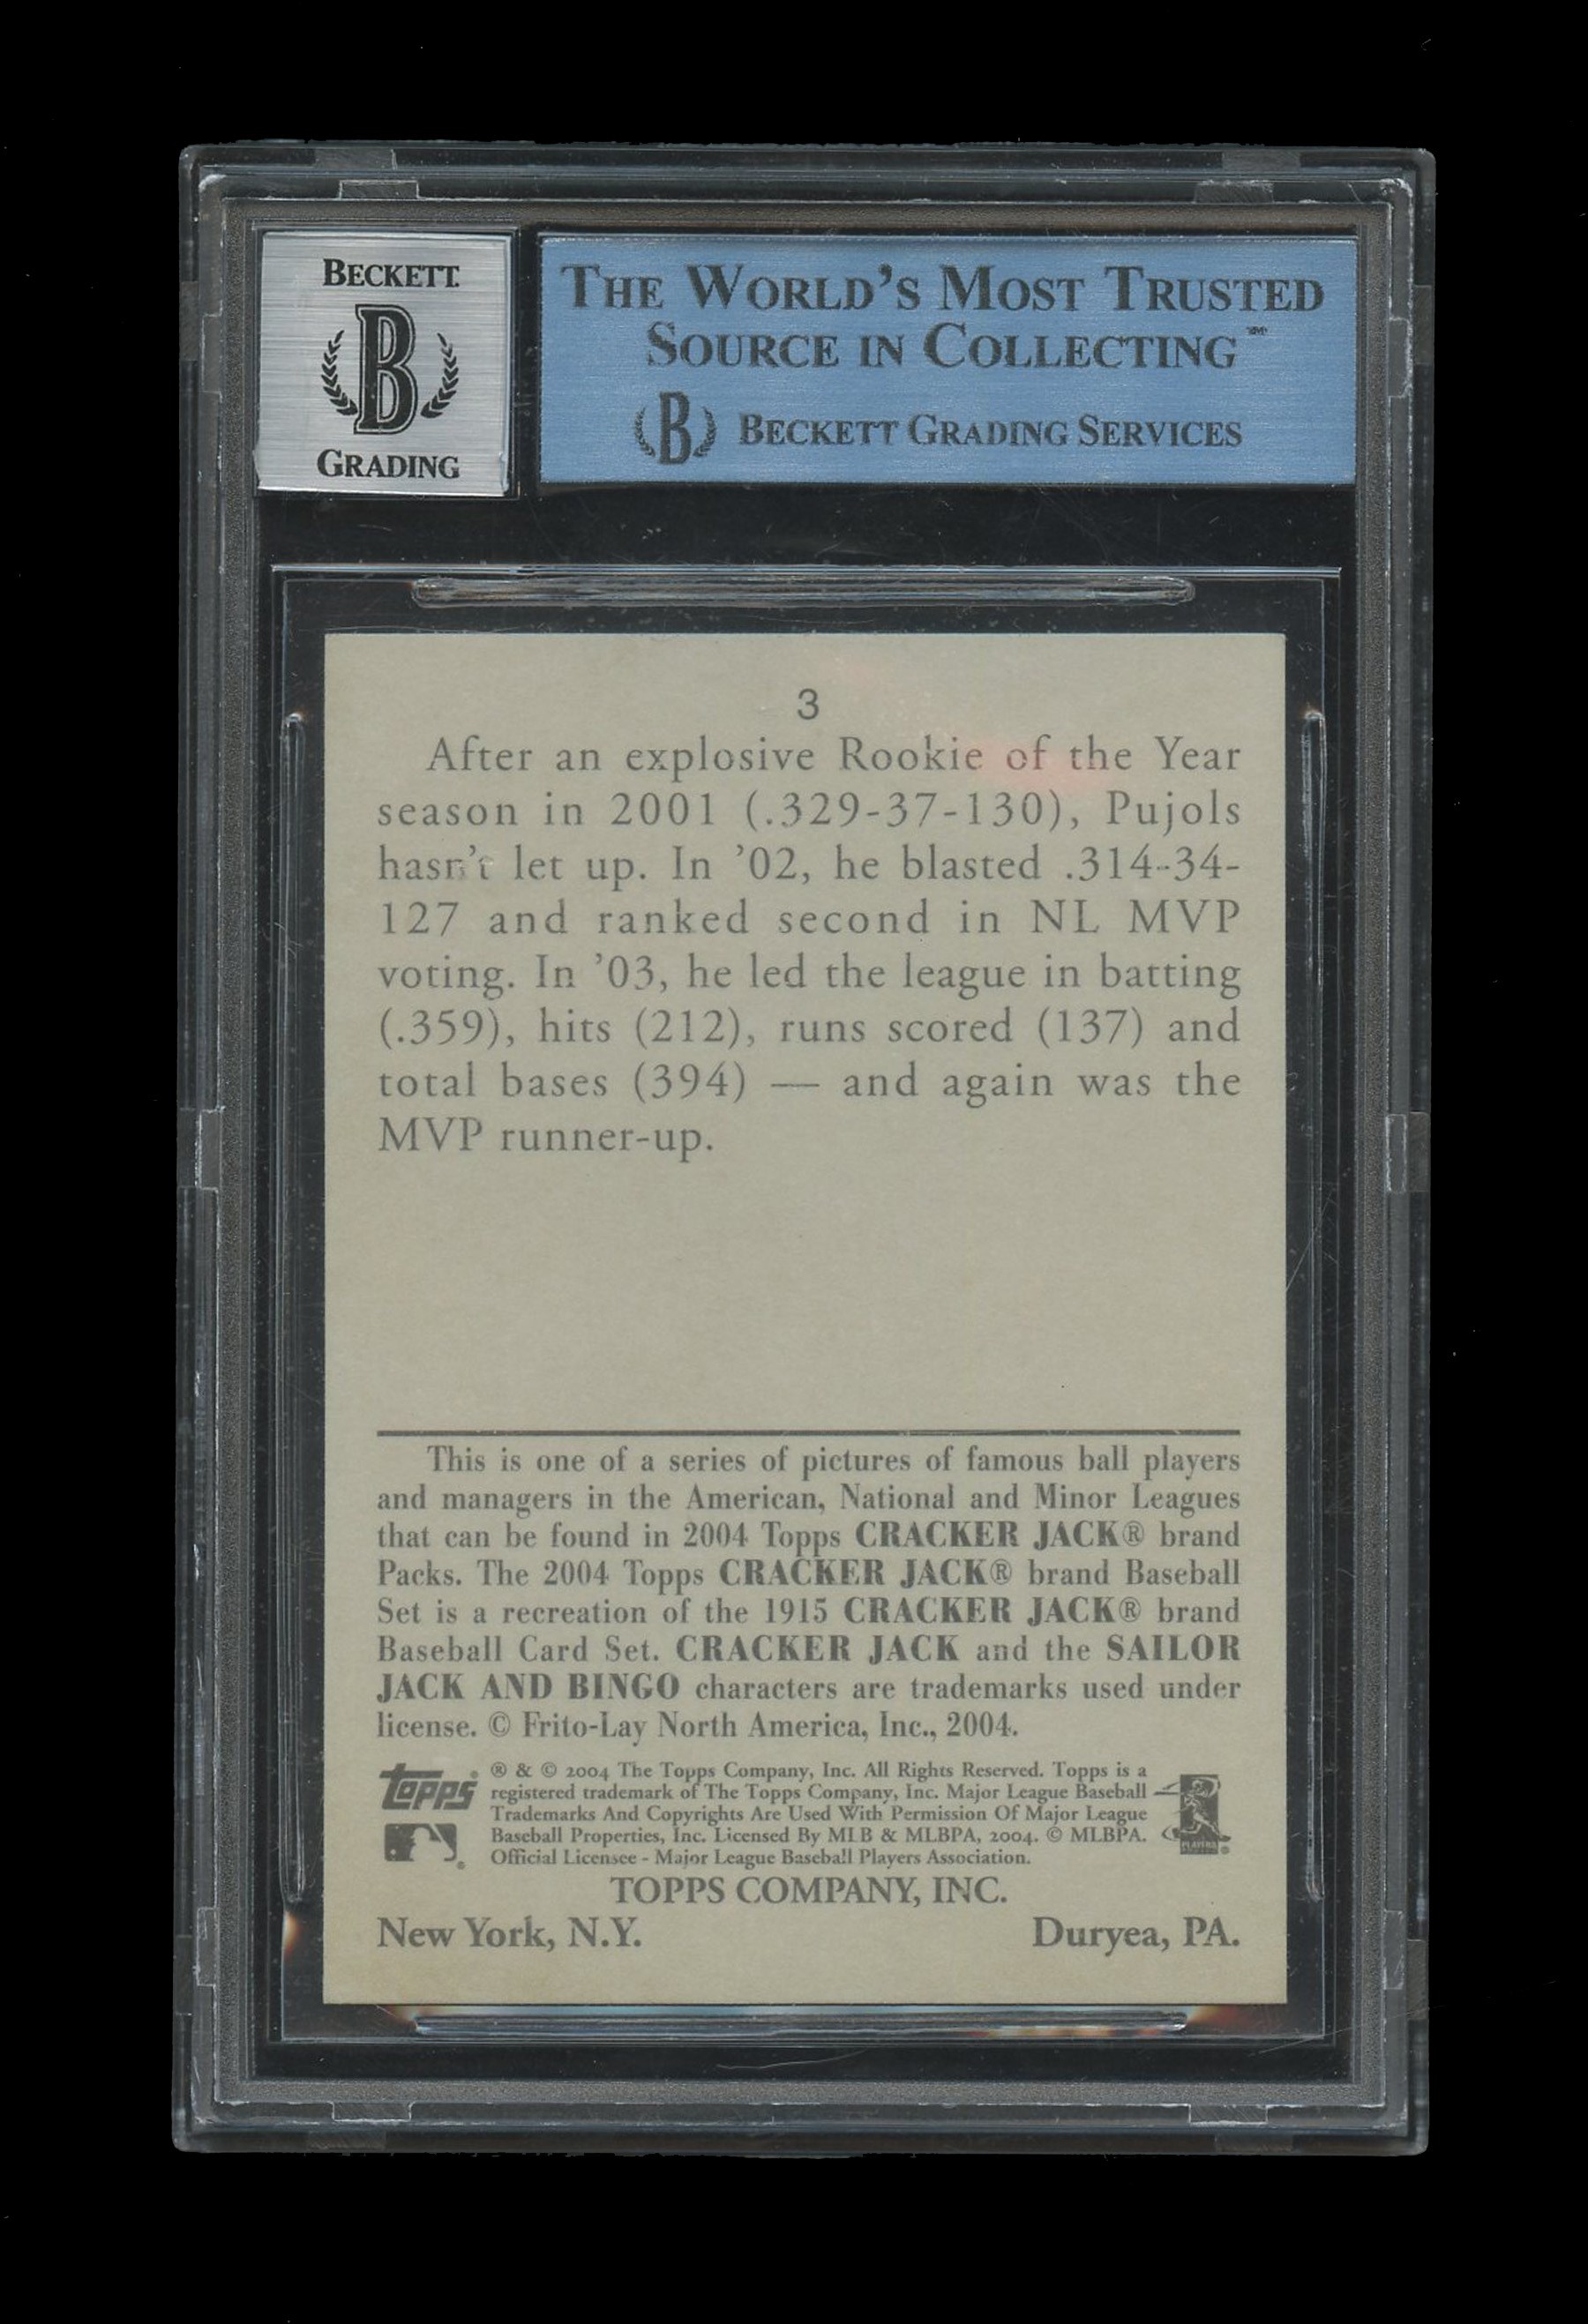 BECKETT
B
GRADING
THE WORLD'S MOST TRUSTED
SOURCE IN COLLECTING™
B BECKETT GRADING SERVICES
3
After an explosive Rookie of the Year
season in 2001 (.329-37-130), Pujols
hasn't let up. In '02, he blasted .314-34-
127 and ranked second in NL MVP
voting. In '03, he led the league in batting
(.359), hits (212), runs scored (137) and
total bases (394) — and again was the
MVP runner-up.
This is one of a series of pictures of famous ball players
and managers in the American, National and Minor Leagues
that can be found in 2004 Topps CRACKER JACK® brand
Packs. The 2004 Topps CRACKER JACK® brand Baseball
Set is a recreation of the 1915 CRACKER JACK® brand
Baseball Card Set. CRACKER JACK and the SAILOR
JACK AND BINGO characters are trademarks used under
license. © Frito-Lay North America, Inc., 2004.
Topps ® & © 2004 The Topps Company, Inc. All Rights Reserved. Topps is a
registered trademark of The Topps Company, Inc. Major League Baseball
Trademarks And Copyrights Are Used With Permission Of Major League
Baseball Properties, Inc. Licensed By MLB & MLBPA, 2004. © MLBPA.
Official Licensee - Major League Baseball Players Association.
PLAYERS
TOPPS COMPANY, INC.
New York, N.Y. Duryea, PA.